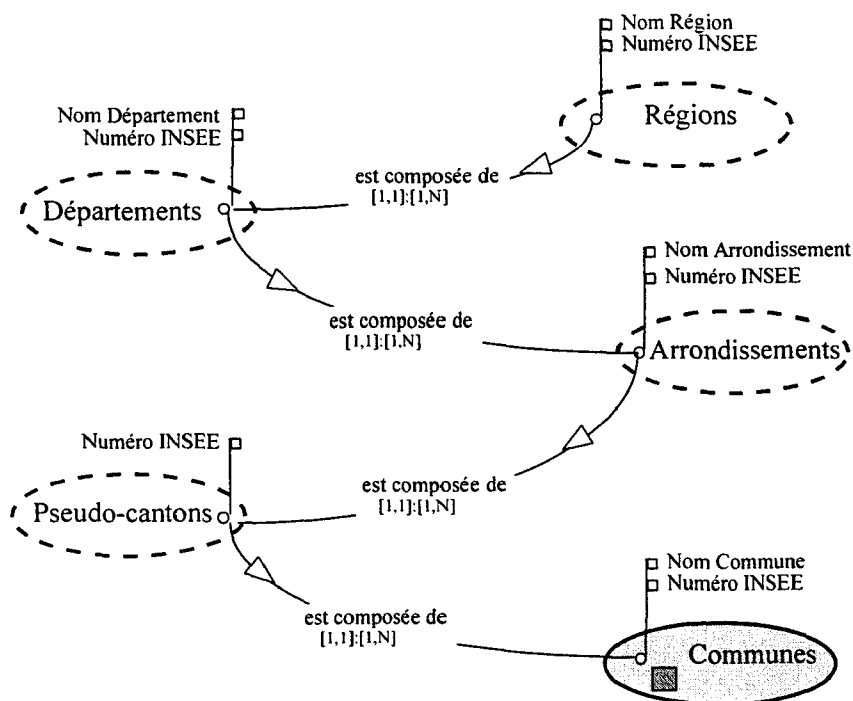 Nom Région
Numéro INSEE
Régions
Nom Département
Numéro INSEE
est composée de
[1,1]:[1,N]
Départements
Nom Arrondissement
Numéro INSEE
est composée de
[1,1]:[1,N]
Arrondissements
Numéro INSEE
est composée de
[1,1]:[1,N]
Pseudo-cantons
Nom Commune
Numéro INSEE
est composée de
[1,1]:[1,N]
Communes